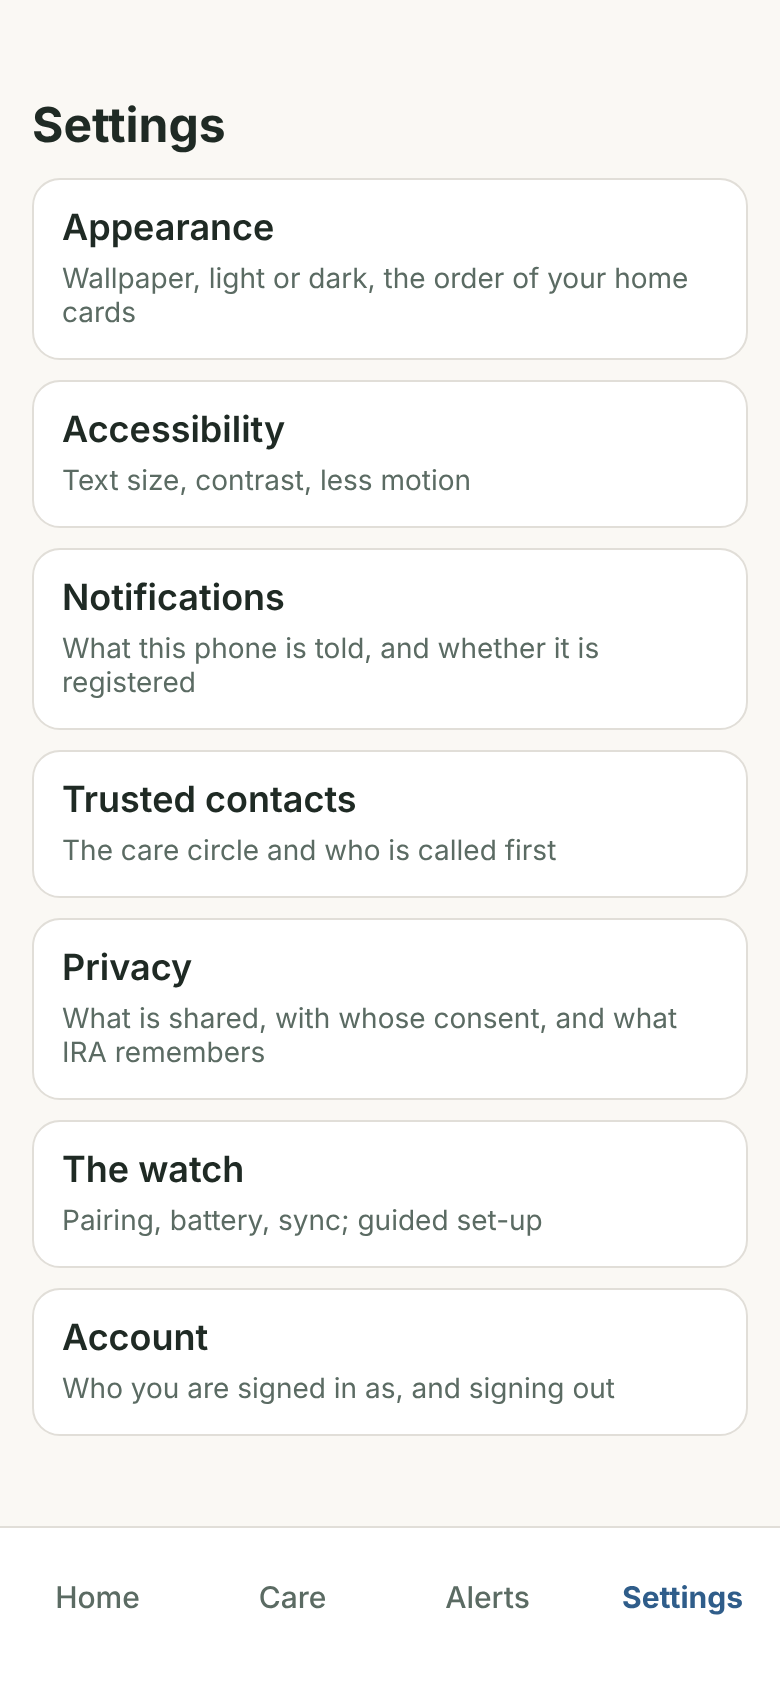 Settings
Appearance
Wallpaper, light or dark, the order of your home
cards
Accessibility
Text size, contrast, less motion
Notifications
What this phone is told, and whether it is
registered
Trusted contacts
The care circle and who is called first
Privacy
What is shared, with whose consent, and what
IRA remembers
The watch
Pairing, battery, sync; guided set-up
Account
Who you are signed in as, and signing out
Home
Care
Alerts
Settings